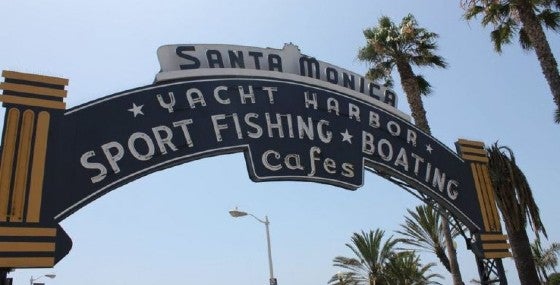 Santa Monica
★ Yacht Harbor ★
Sport Fishing ★ Boating
Cafes